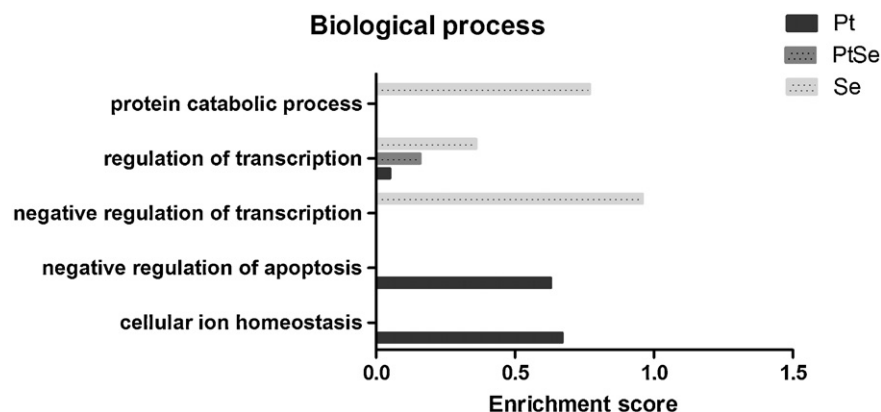 Biological process
Pt
PtSe
Se
protein catabolic process
regulation of transcription
negative regulation of transcription
negative regulation of apoptosis
cellular ion homeostasis
0.0 0.5 1.0 1.5
Enrichment score